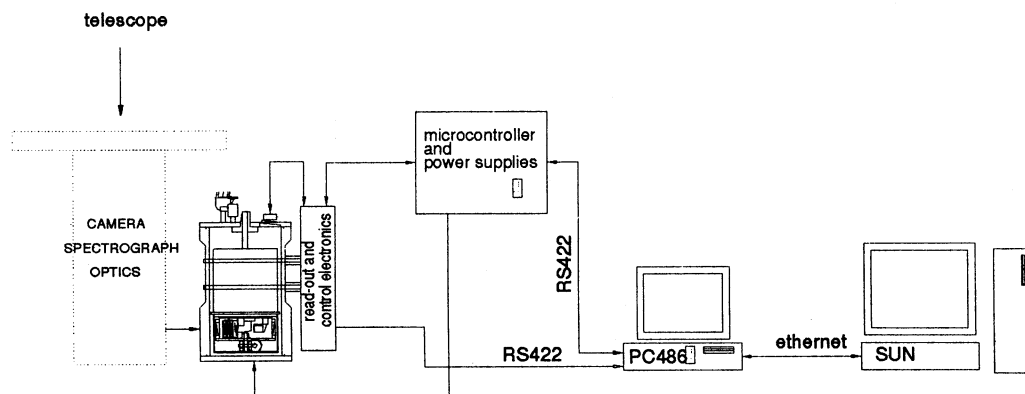 telescope
microcontroller
and
power supplies
CAMERA
SPECTROGRAPH
OPTICS
read-out and
control electronics
RS422
RS422
PC486
ethernet
SUN